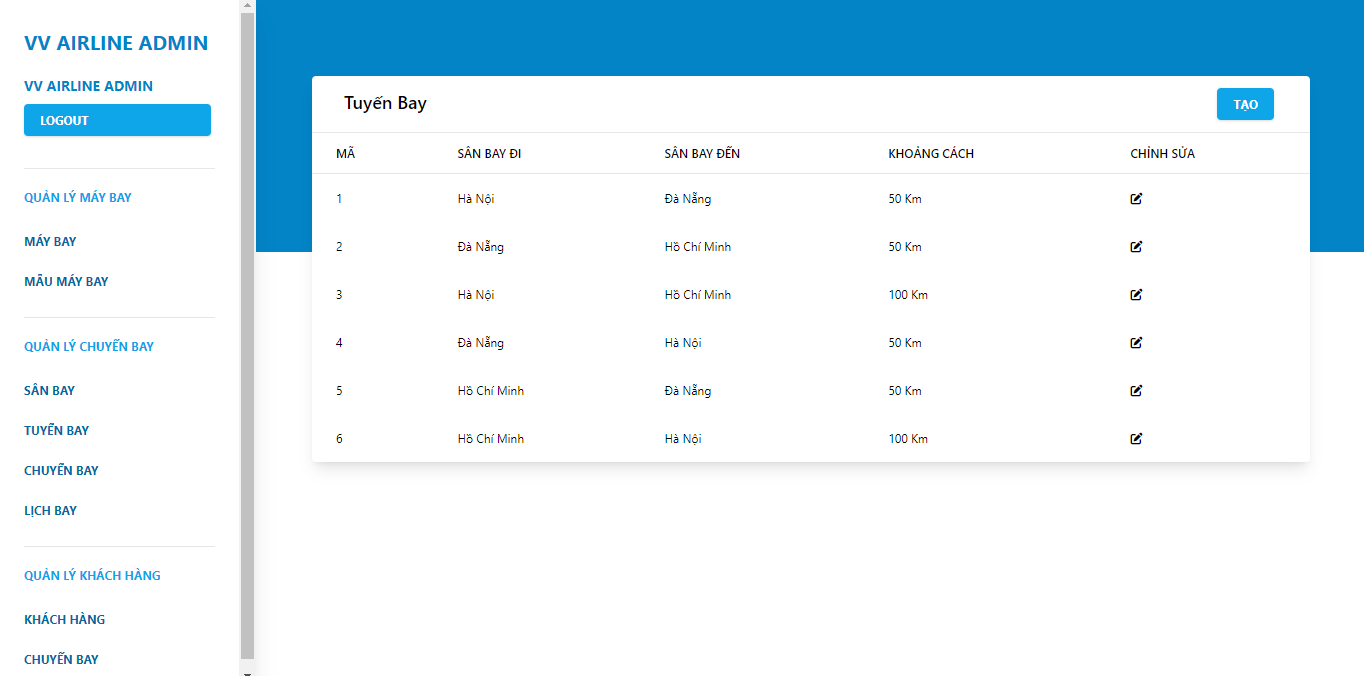 VV AIRLINE ADMIN
VV AIRLINE ADMIN
LOGOUT
QUẢN LÝ MÁY BAY
MÁY BAY
MẪU MÁY BAY
QUẢN LÝ CHUYẾN BAY
SÂN BAY
TUYẾN BAY
CHUYẾN BAY
LỊCH BAY
QUẢN LÝ KHÁCH HÀNG
KHÁCH HÀNG
CHUYẾN BAY
Tuyến Bay TẠO
MÃ SÂN BAY ĐI SÂN BAY ĐẾN KHOẢNG CÁCH CHỈNH SỬA
1 Hà Nội Đà Nẵng 50 Km
2 Đà Nẵng Hồ Chí Minh 50 Km
3 Hà Nội Hồ Chí Minh 100 Km
4 Đà Nẵng Hà Nội 50 Km
5 Hồ Chí Minh Đà Nẵng 50 Km
6 Hồ Chí Minh Hà Nội 100 Km